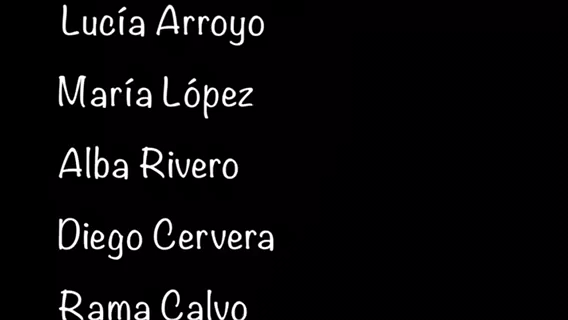 Lucía Arroyo
María López
Alba Rivero
Diego Cervera
Rama Calvo